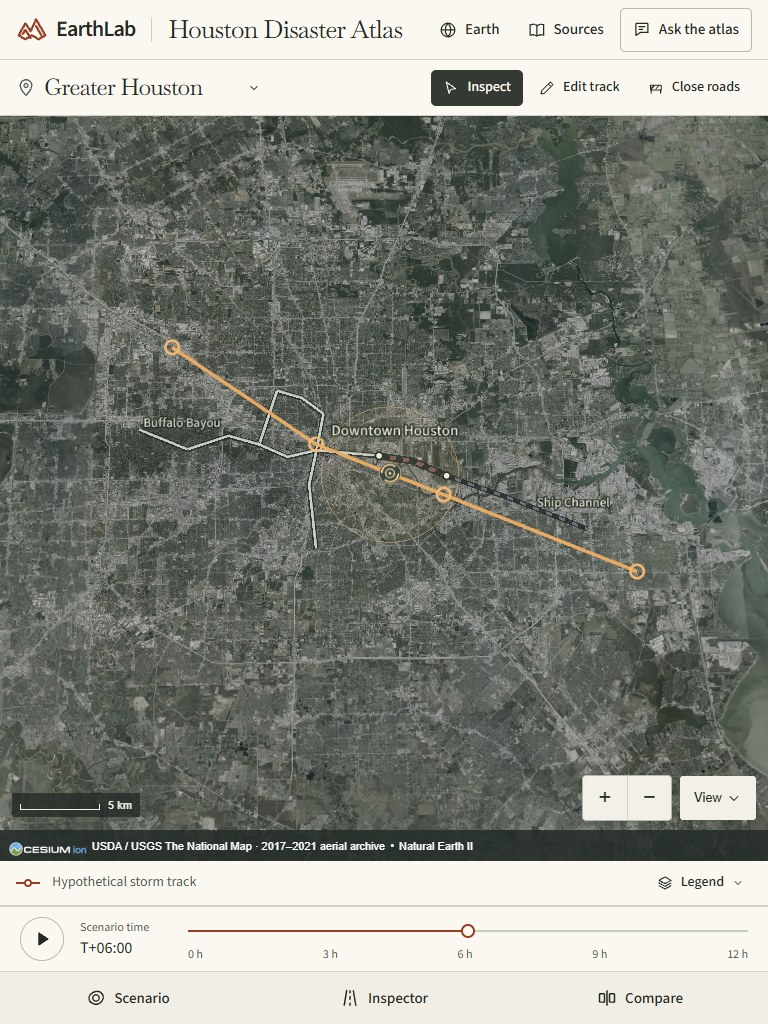 EarthLab
Houston Disaster Atlas
Earth
Sources
Ask the atlas
Greater Houston
Inspect
Edit track
Close roads
Buffalo Bayou
Downtown Houston
Ship Channel
5 km
+
−
View
CESIUM ion USDA / USGS The National Map · 2017–2021 aerial archive • Natural Earth II
Hypothetical storm track
Legend
Scenario time
T+06:00
0 h 3 h 6 h 9 h 12 h
Scenario
Inspector
Compare